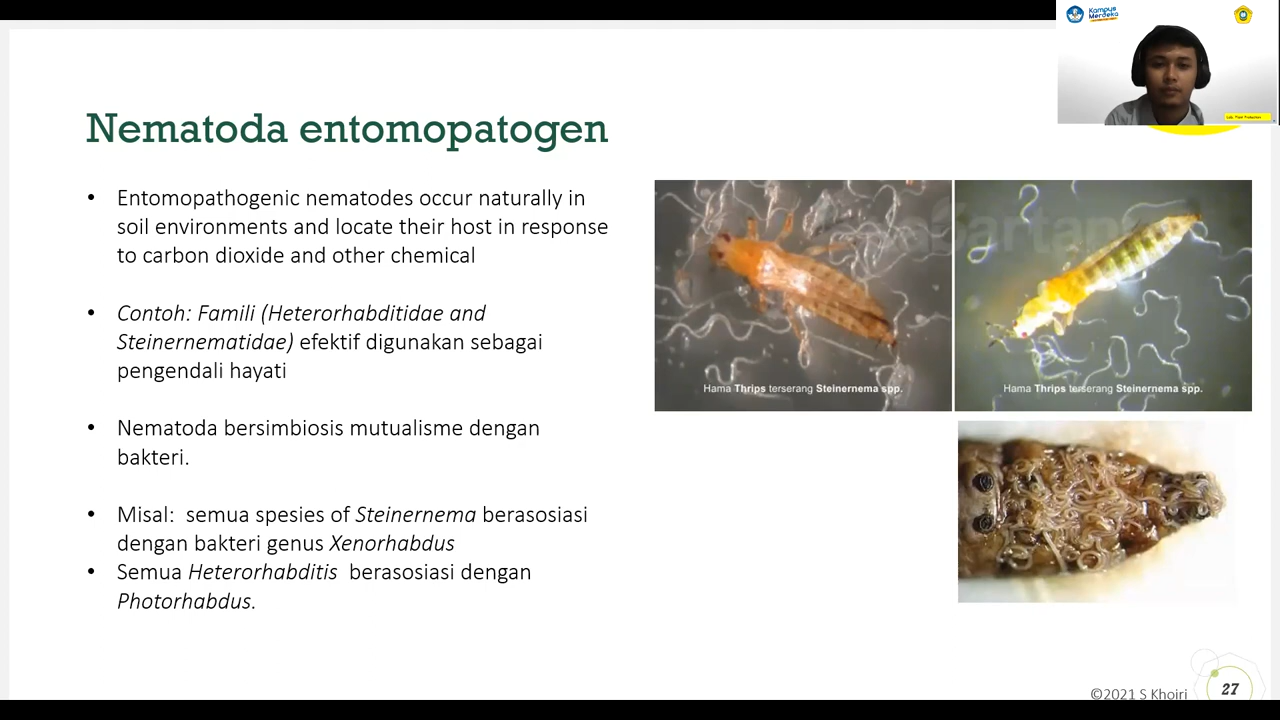 Kampus
Merdeka
Nematoda entomopatogen
• Entomopathogenic nematodes occur naturally in
soil environments and locate their host in response
to carbon dioxide and other chemical
• Contoh: Famili (Heterorhabditidae and
Steinernematidae) efektif digunakan sebagai
pengendali hayati
• Nematoda bersimbiosis mutualisme dengan
bakteri.
• Misal: semua spesies of Steinernema berasosiasi
dengan bakteri genus Xenorhabdus
• Semua Heterorhabditis berasosiasi dengan
Photorhabdus.
Hama Thrips terserang Steinernema spp.
Hama Thrips terserang Steinernema spp.
©2021 S Khoiri
27